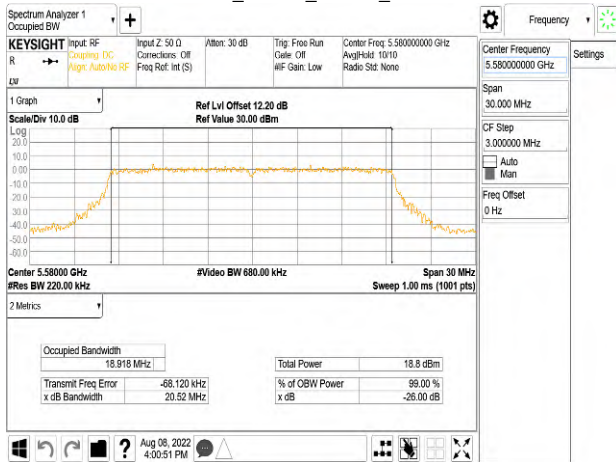 Spectrum Analyzer 1
Occupied BW
+
Frequency
KEYSIGHT
R
Input: RF
Coupling: DC
Align: Auto/No RF
Input Z: 50 Ω
Corrections: Off
Freq Ref: Int (S)
Atten: 30 dB
Trig: Free Run
Gate: Off
#IF Gain: Low
Center Freq: 5.580000000 GHz
Avg|Hold: 10/10
Radio Std: None
Center Frequency
5.580000000 GHz
Settings
Span
30.000 MHz
CF Step
3.000000 MHz
Auto
Man
Freq Offset
0 Hz
1 Graph
Scale/Div 10.0 dB
Ref Lvl Offset 12.20 dB
Ref Value 30.00 dBm
Log
20.0
10.0
0.00
-10.0
-20.0
-30.0
-40.0
-50.0
-60.0
Center 5.58000 GHz
#Video BW 680.00 kHz
Span 30 MHz
#Res BW 220.00 kHz
Sweep 1.00 ms (1001 pts)
2 Metrics
Occupied Bandwidth
18.918 MHz
Total Power 18.8 dBm
Transmit Freq Error -68.120 kHz
% of OBW Power 99.00 %
x dB Bandwidth 20.52 MHz
x dB -26.00 dB
?
Aug 08, 2022
4:00:51 PM